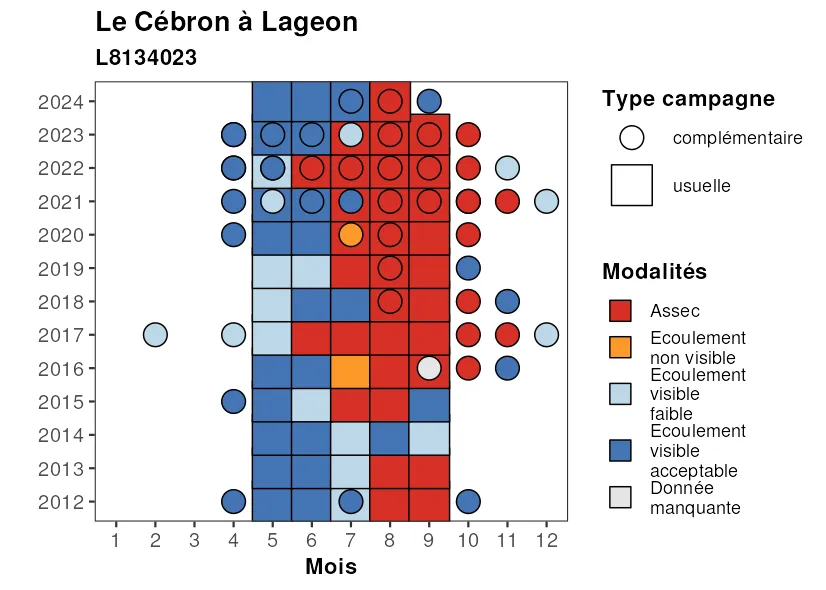 Le Cébron à Lageon
L8134023
2024
2023
2022
2021
2020
2019
2018
2017
2016
2015
2014
2013
2012
1 2 3 4 5 6 7 8 9 10 11 12
Mois
Type campagne
complémentaire
usuelle
Modalités
Assec
Ecoulement
non visible
Ecoulement
visible
faible
Ecoulement
visible
acceptable
Donnée
manquante